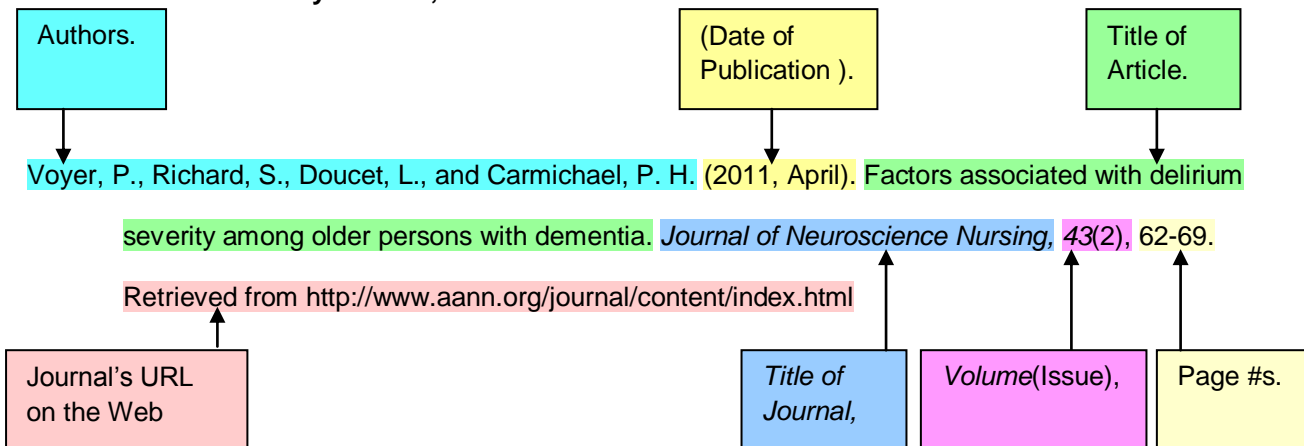 Authors.
(Date of
Publication ).
Title of
Article.
Voyer, P., Richard, S., Doucet, L., and Carmichael, P. H. (2011, April). Factors associated with delirium
severity among older persons with dementia. Journal of Neuroscience Nursing, 43(2), 62-69.
Retrieved from http://www.aann.org/journal/content/index.html
Journal's URL
on the Web
Title of
Journal,
Volume(Issue),
Page #s.